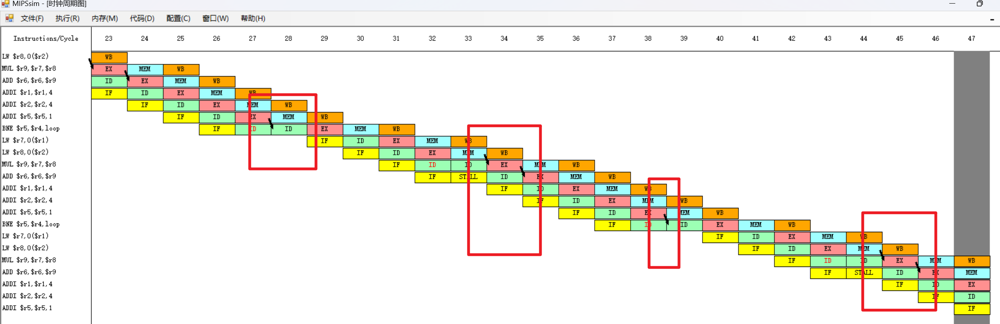 MIPSsim - [时钟周期图]
文件(F) 执行(R) 内存(M) 代码(D) 配置(C) 窗口(W) 帮助(H)
Instructions/Cycle 23 24 25 26 27 28 29 30 31 32 33 34 35 36 37 38 39 40 41 42 43 44 45 46 47
LW $r8,0($r2) WB
MUL $r9,$r7,$r8 EX MEM WB
ADD $r6,$r6,$r9 ID EX MEM WB
ADDI $r1,$r1,4 IF ID EX MEM WB
ADDI $r2,$r2,4 IF ID EX MEM WB
ADDI $r5,$r5,1 IF ID EX MEM WB
BNE $r5,$r4,loop IF ID ID EX MEM WB
LW $r7,0($r1) IF ID EX MEM WB
LW $r8,0($r2) IF ID EX MEM WB
MUL $r9,$r7,$r8 IF ID ID EX MEM WB
ADD $r6,$r6,$r9 IF STALL ID EX MEM WB
ADDI $r1,$r1,4 IF ID EX MEM WB
ADDI $r2,$r2,4 IF ID EX MEM WB
ADDI $r5,$r5,1 IF ID EX MEM WB
BNE $r5,$r4,loop IF ID ID EX MEM WB
LW $r7,0($r1) IF ID EX MEM WB
LW $r8,0($r2) IF ID EX MEM WB
MUL $r9,$r7,$r8 IF ID ID EX MEM WB
ADD $r6,$r6,$r9 IF STALL ID EX MEM
ADDI $r1,$r1,4 IF ID EX
ADDI $r2,$r2,4 IF ID
ADDI $r5,$r5,1 IF